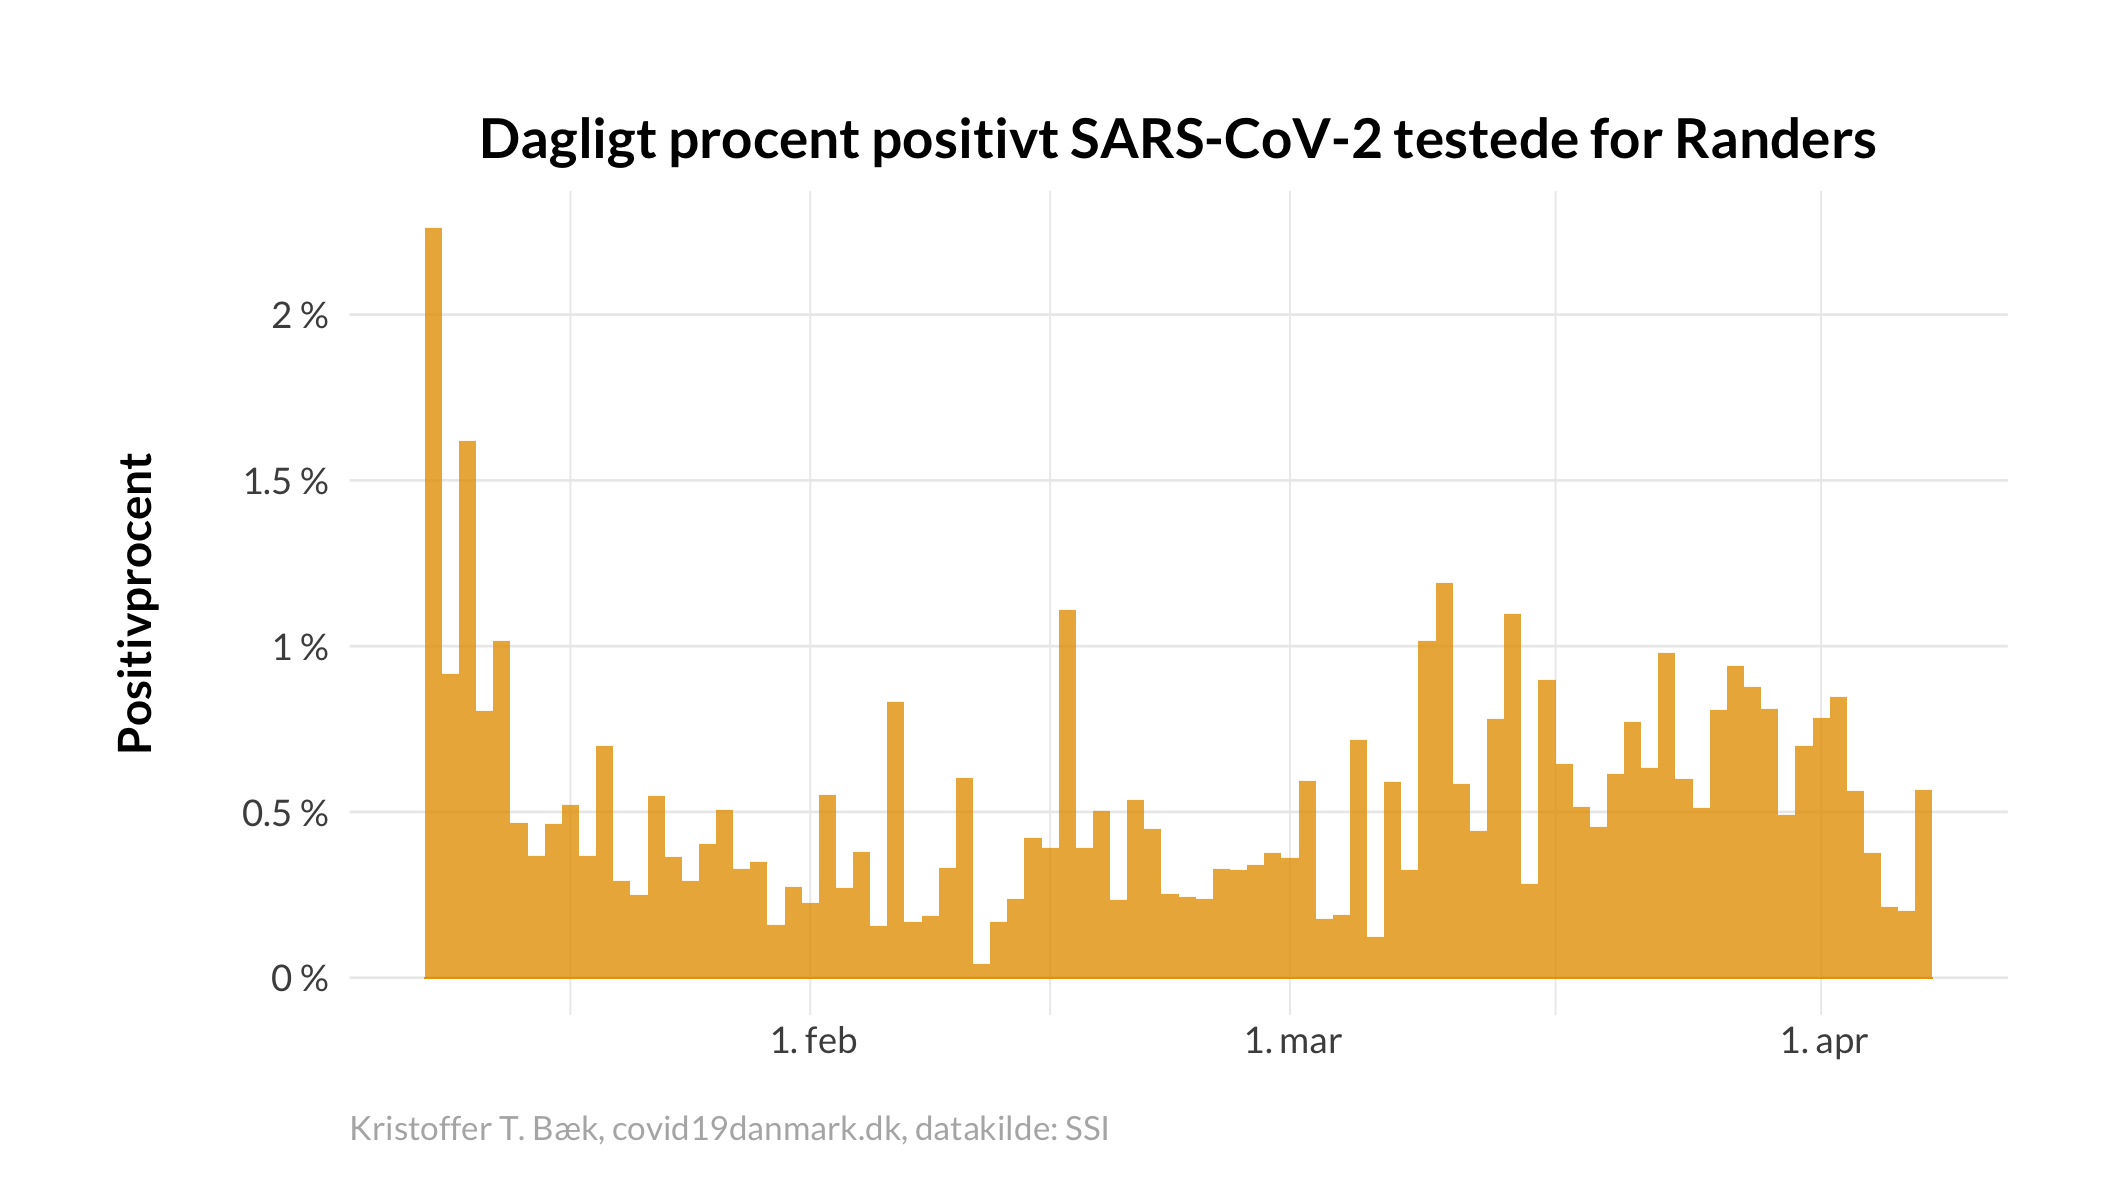 Dagligt procent positivt SARS-CoV-2 testede for Randers
Positivprocent
2 %
1.5 %
1 %
0.5 %
0 %
1. feb
1. mar
1. apr
Kristoffer T. Bæk, covid19danmark.dk, datakilde: SSI